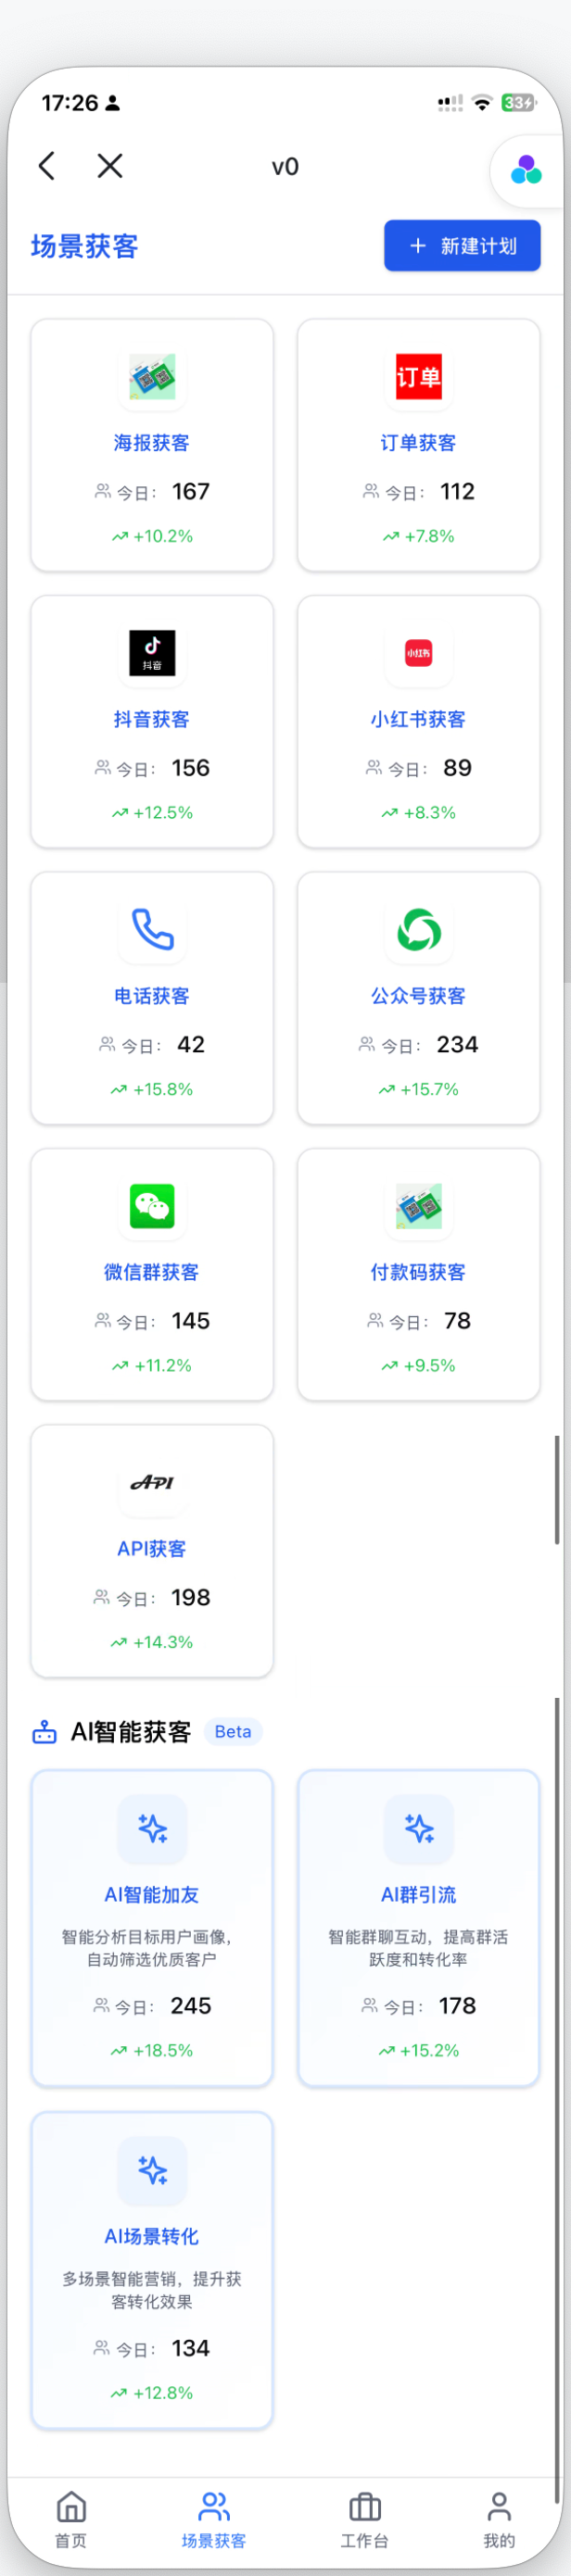 17:26
33
v0
场景获客
新建计划
订单
海报获客
订单获客
今日： 167
今日： 112
+10.2%
+7.8%
抖音
小红书
抖音获客
小红书获客
今日： 156
今日： 89
+12.5%
+8.3%
电话获客
公众号获客
今日： 42
今日： 234
+15.8%
+15.7%
微信群获客
付款码获客
今日： 145
今日： 78
+11.2%
+9.5%
API
API获客
今日： 198
+14.3%
AI智能获客 Beta
AI智能加友
智能分析目标用户画像，
自动筛选优质客户
今日： 245
+18.5%
AI群引流
智能群聊互动，提高群活
跃度和转化率
今日： 178
+15.2%
AI场景转化
多场景智能营销，提升获
客转化效果
今日： 134
+12.8%
首页
场景获客
工作台
我的